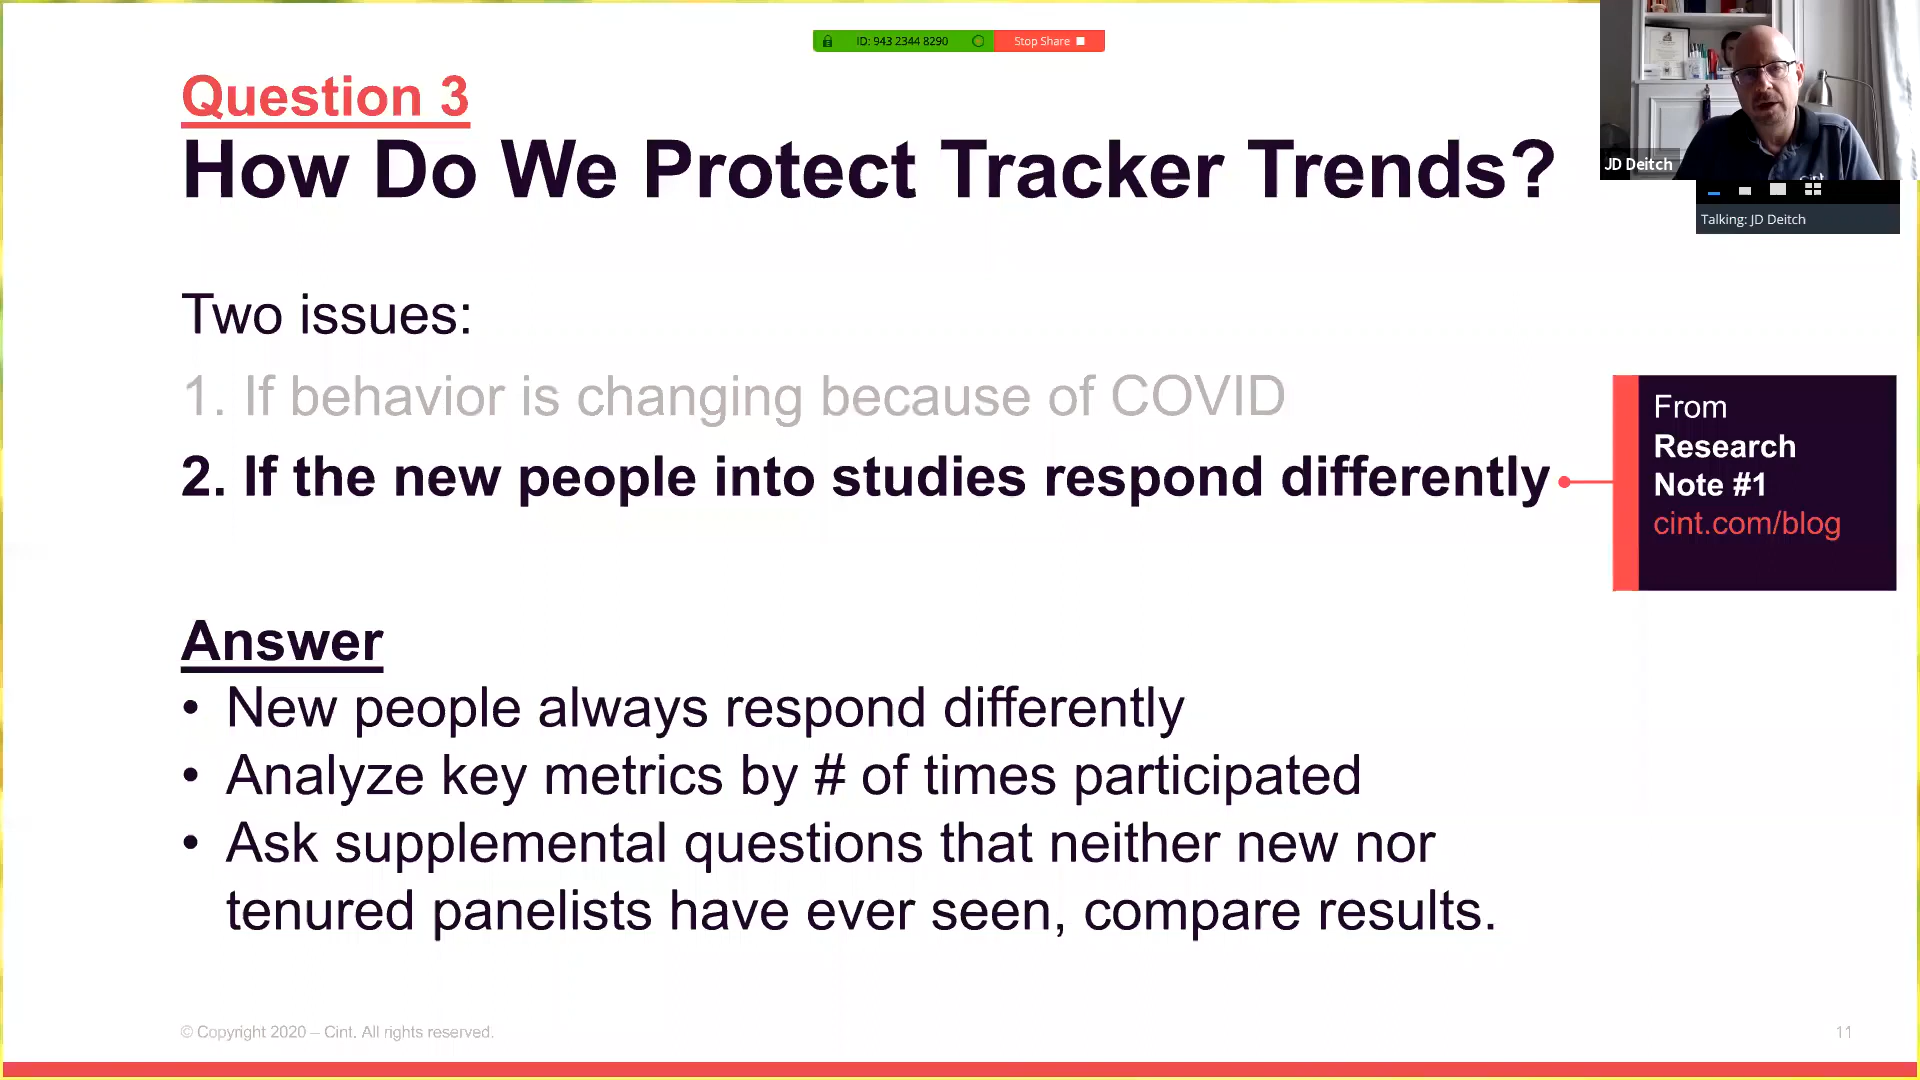 ID: 943 2344 8290
Stop Share
Question 3
How Do We Protect Tracker Trends?
JD Deitch
Talking: JD Deitch
Two issues:
1. If behavior is changing because of COVID
2. If the new people into studies respond differently
From
Research
Note #1
cint.com/blog
Answer
• New people always respond differently
• Analyze key metrics by # of times participated
• Ask supplemental questions that neither new nor
tenured panelists have ever seen, compare results.
© Copyright 2020 – Cint. All rights reserved.
11